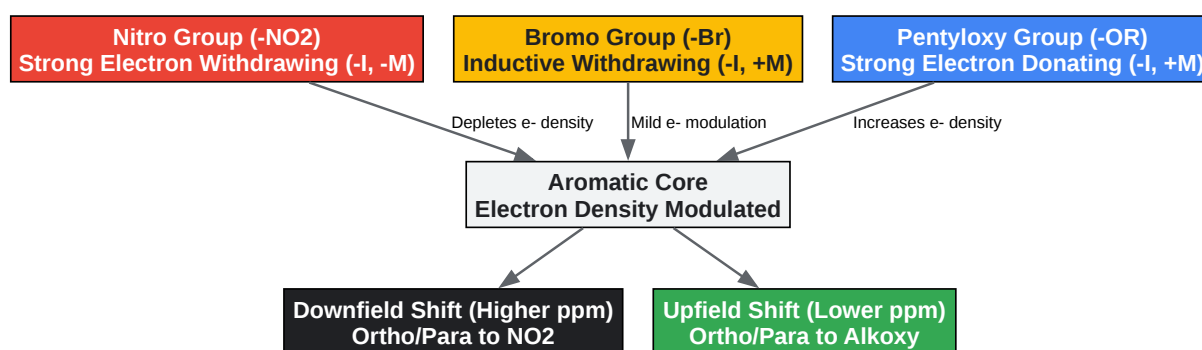 Nitro Group (-NO2)
Strong Electron Withdrawing (-I, -M)
Bromo Group (-Br)
Inductive Withdrawing (-I, +M)
Pentyloxy Group (-OR)
Strong Electron Donating (-I, +M)
Depletes e- density
Mild e- modulation
Increases e- density
Aromatic Core
Electron Density Modulated
Downfield Shift (Higher ppm)
Ortho/Para to NO2
Upfield Shift (Lower ppm)
Ortho/Para to Alkoxy